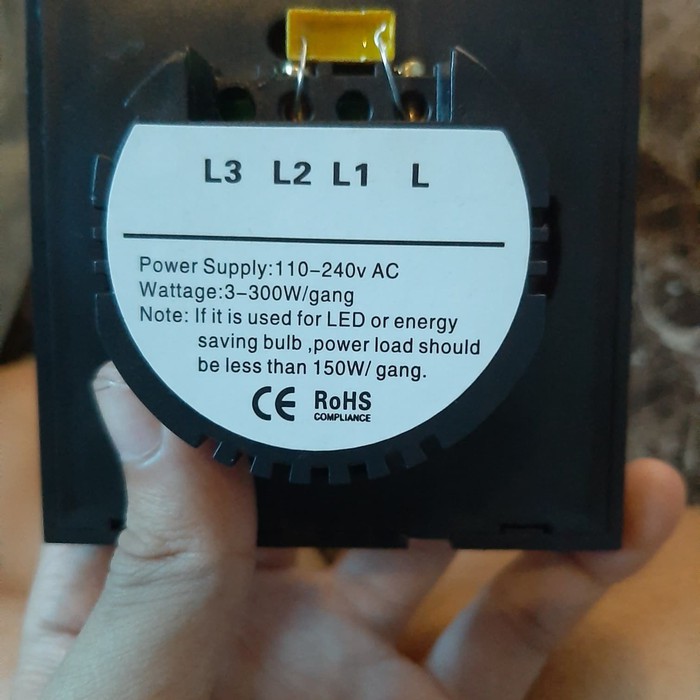 L3 L2 L1 L
Power Supply:110–240v AC
Wattage:3–300W/gang
Note: If it is used for LED or energy
saving bulb ,power load should
be less than 150W/ gang.
CE RoHS
COMPLIANCE